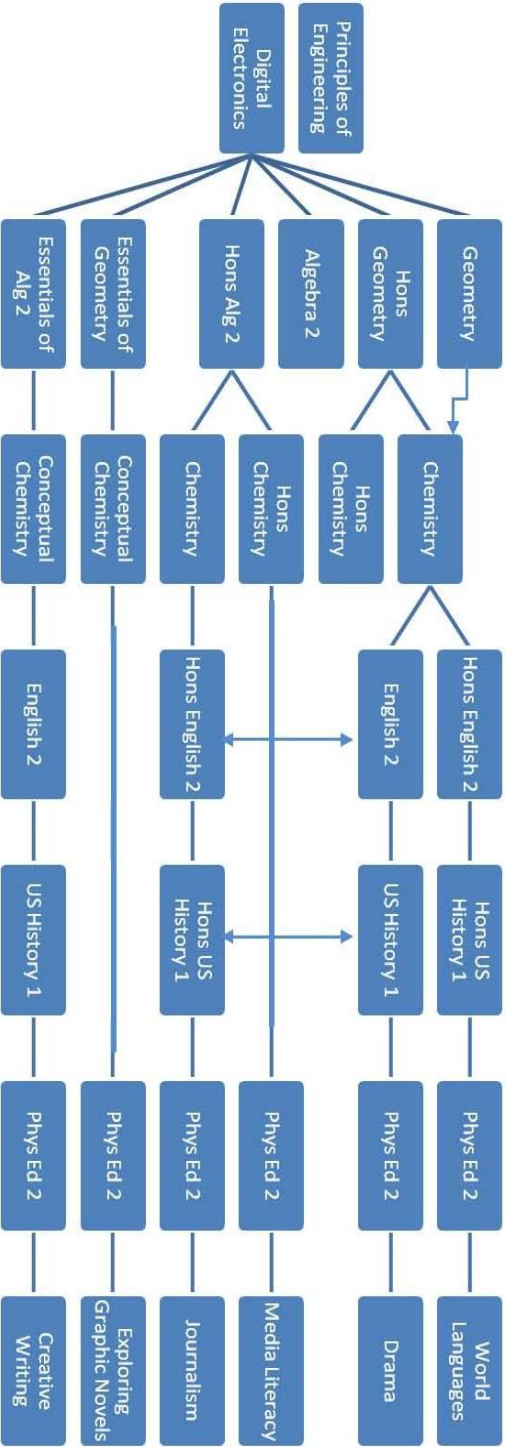 Principles of
Engineering
Digital
Electronics
Geometry
Hons
Geometry
Algebra 2
Hons Alg 2
Essentials of
Geometry
Essentials of
Alg 2
Chemistry
Hons
Chemistry
Hons
Chemistry
Chemistry
Conceptual
Chemistry
Conceptual
Chemistry
Hons English 2
English 2
Hons English 2
English 2
Hons US
History 1
US History 1
Hons US
History 1
US History 1
Phys Ed 2
Phys Ed 2
Phys Ed 2
Phys Ed 2
Phys Ed 2
Phys Ed 2
World
Languages
Drama
Media Literacy
Journalism
Exploring
Graphic Novels
Creative
Writing